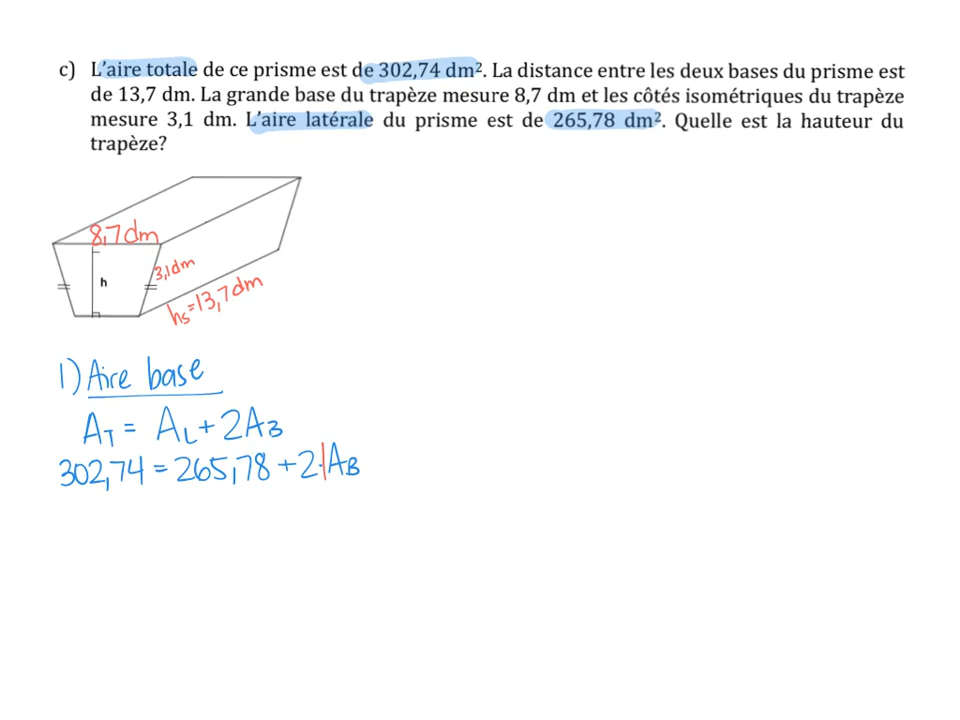 c) L'aire totale de ce prisme est de 302,74 dm². La distance entre les deux bases du prisme est
de 13,7 dm. La grande base du trapèze mesure 8,7 dm et les côtés isométriques du trapèze
mesure 3,1 dm. L'aire latérale du prisme est de 265,78 dm². Quelle est la hauteur du
trapèze?
8,7dm
3,1dm
h
hs=13,7dm
1) Aire base
AT = AL + 2AB
302,74 = 265,78 + 2·AB